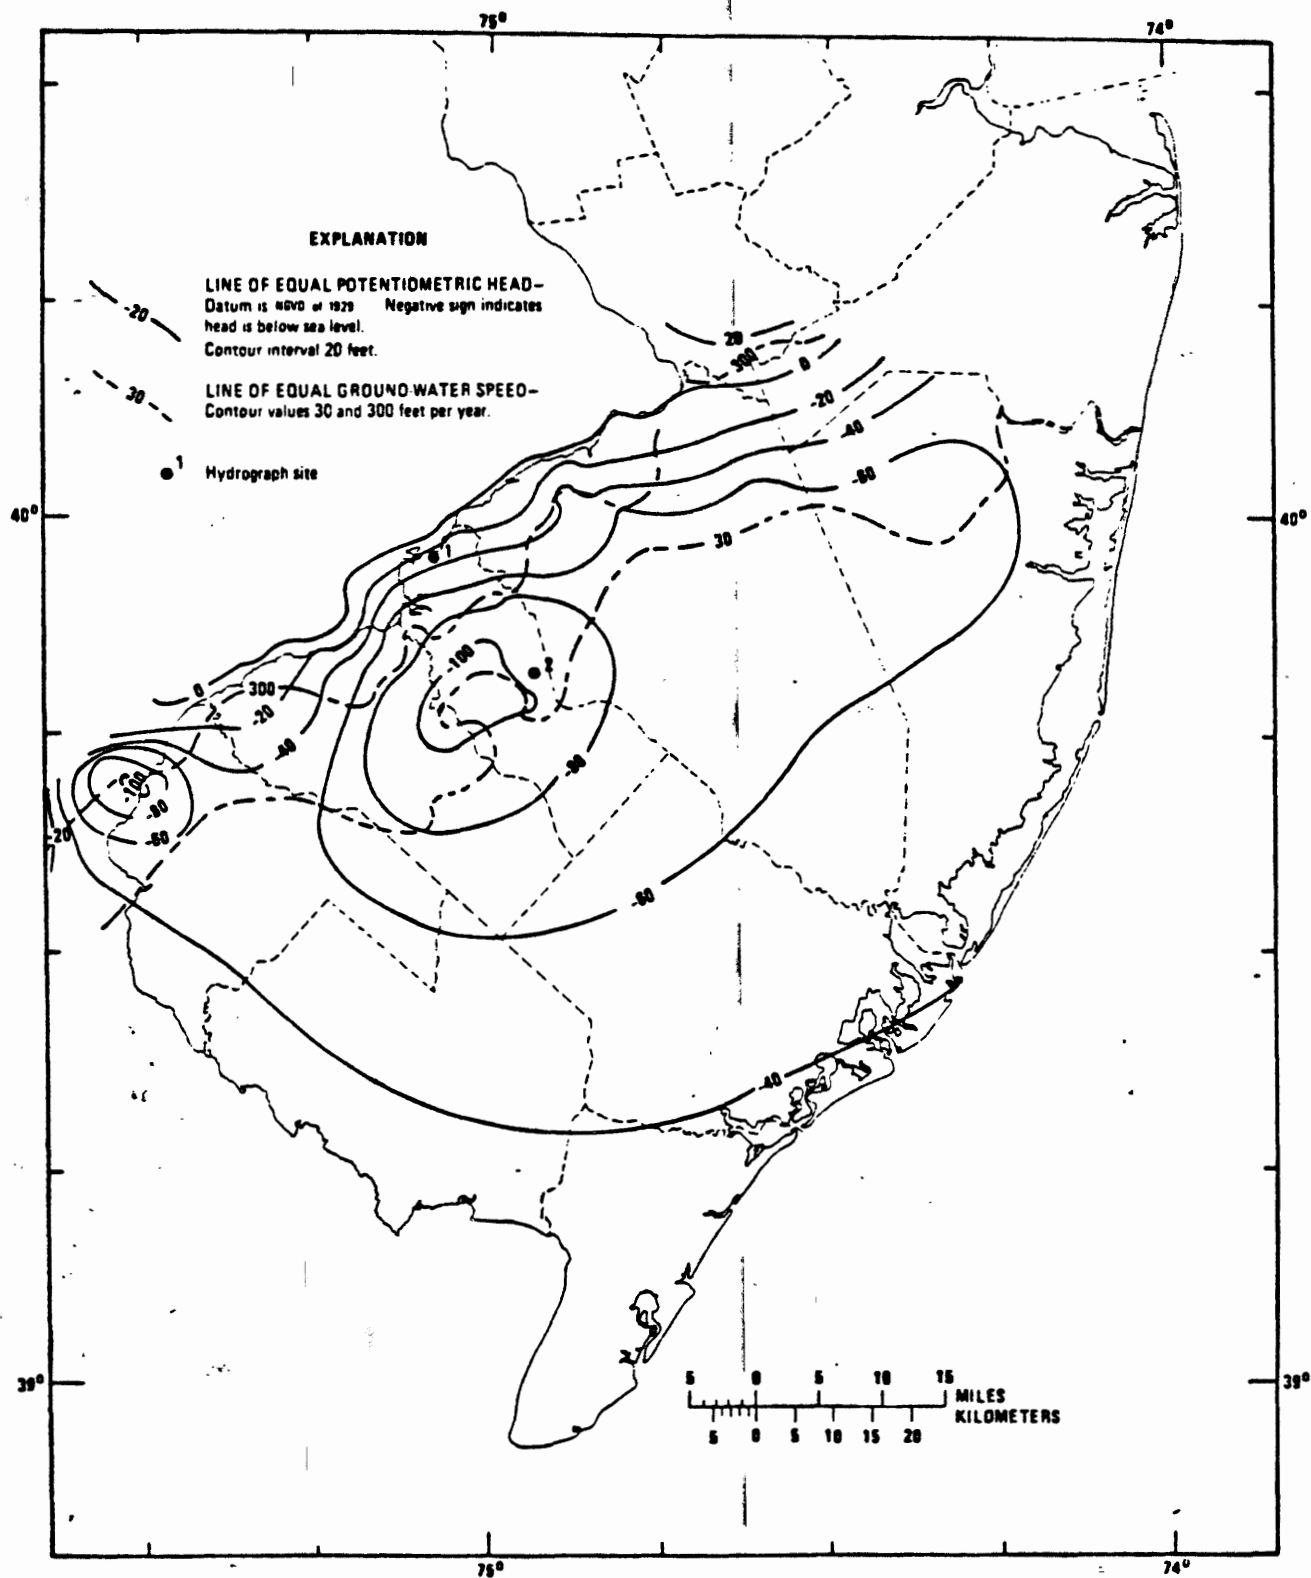 75° 74°
EXPLANATION
-20
LINE OF EQUAL POTENTIOMETRIC HEAD-
Datum is NGVD of 1929 Negative sign indicates
head is below sea level.
Contour interval 20 feet.
30
LINE OF EQUAL GROUND-WATER SPEED-
Contour values 30 and 300 feet per year.
1
Hydrograph site
20
300
0
-20
-40
-60
40° 40°
30
1
-100
2
0
300
-20
-40
-80
-100
-80
-60
-20
-60
-40
39° 39°
5 0 5 10 15
MILES
KILOMETERS
5 0 5 10 15 20
75° 74°